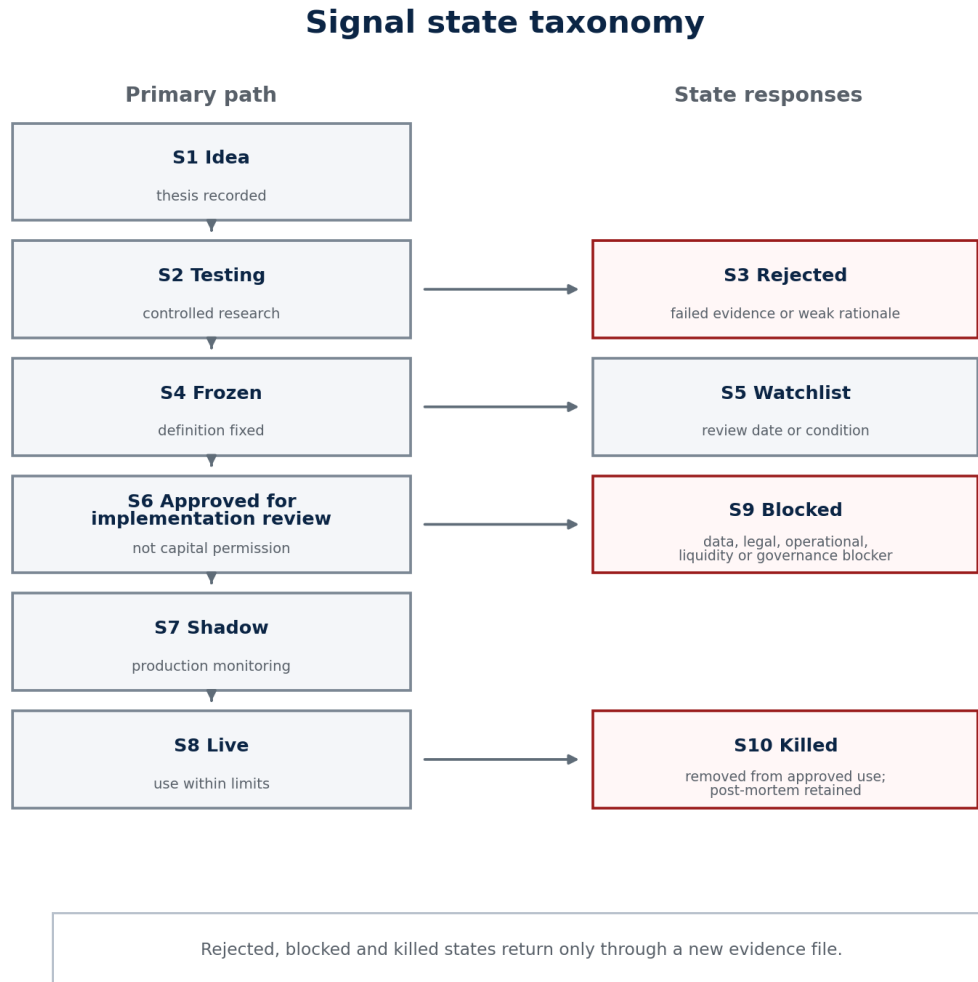 Signal state taxonomy
Primary path
State responses
S1 Idea
thesis recorded
S2 Testing
controlled research
S3 Rejected
failed evidence or weak rationale
S4 Frozen
definition fixed
S5 Watchlist
review date or condition
S6 Approved for
implementation review
not capital permission
S9 Blocked
data, legal, operational,
liquidity or governance blocker
S7 Shadow
production monitoring
S8 Live
use within limits
S10 Killed
removed from approved use;
post-mortem retained
Rejected, blocked and killed states return only through a new evidence file.